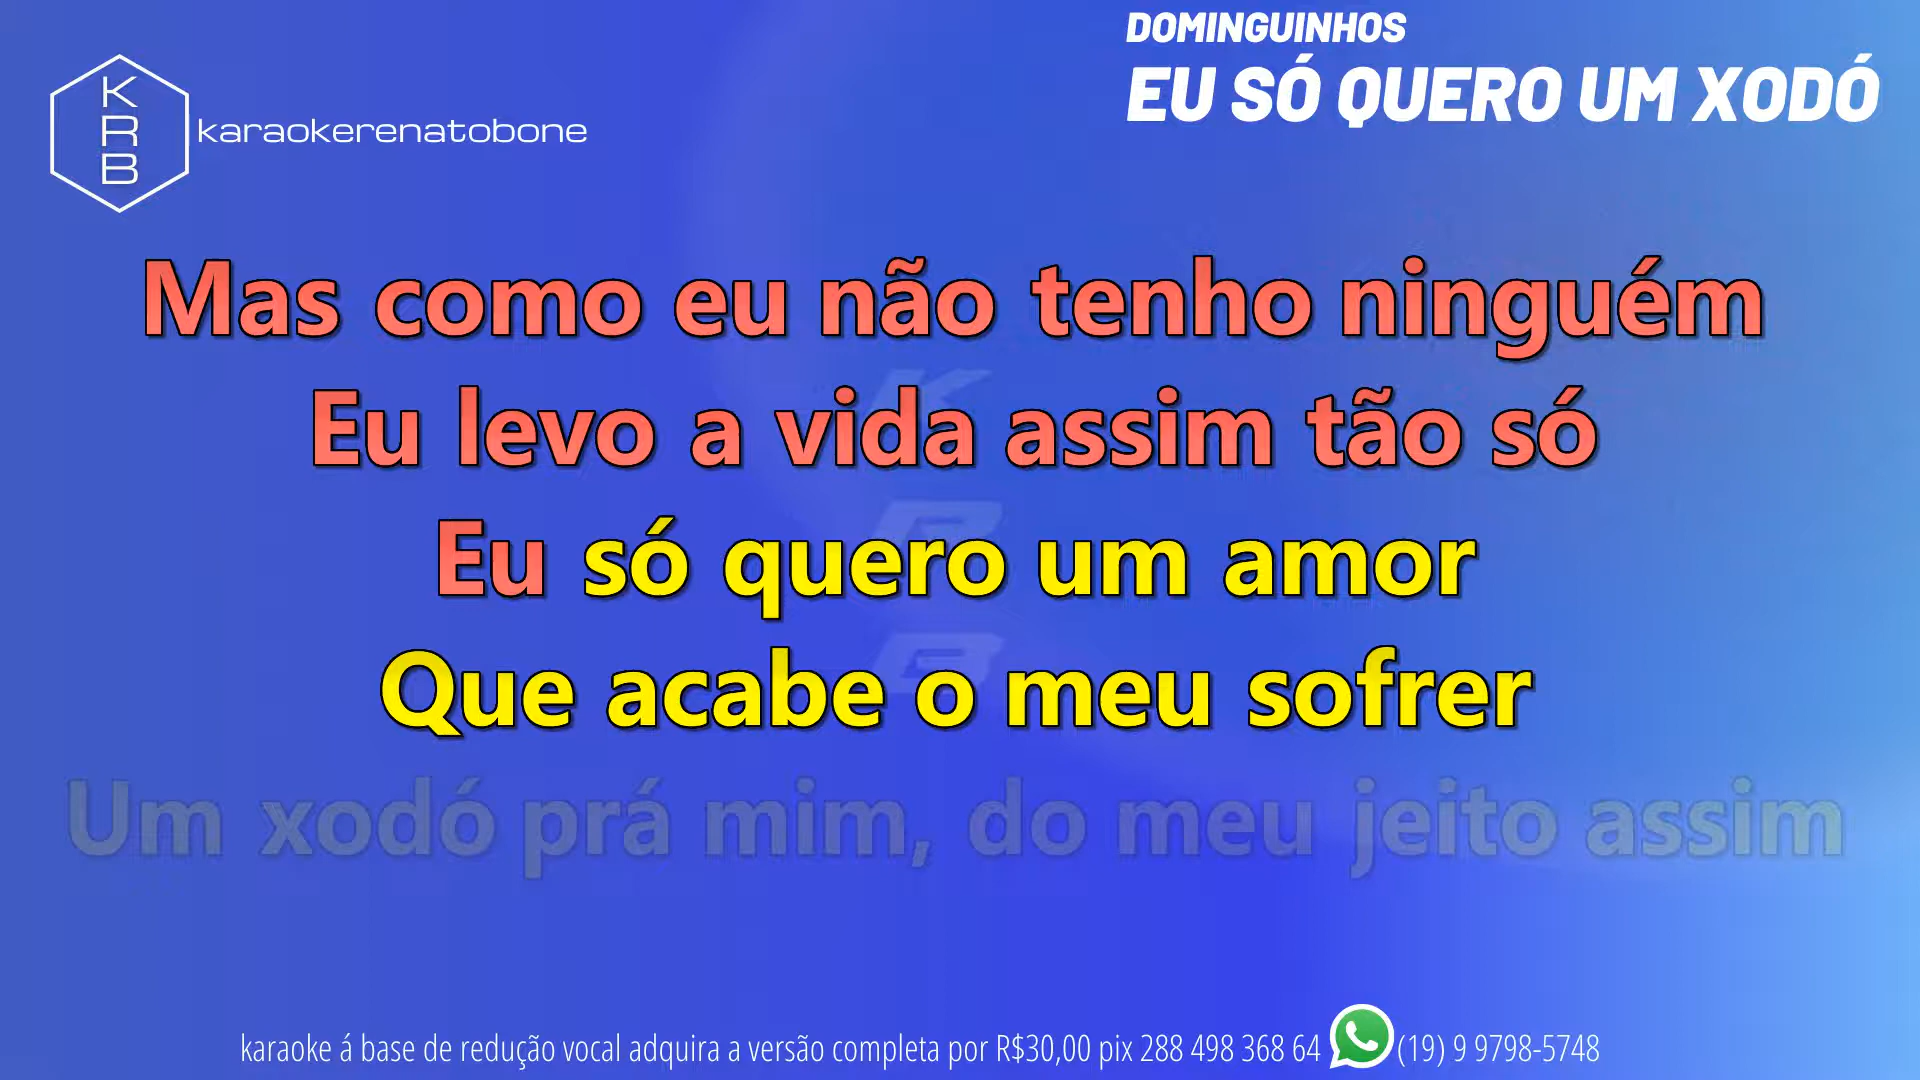 DOMINGUINHOS
EU SÓ QUERO UM XODÓ
K
R
B
karaokerenatobone
Mas como eu não tenho ninguém
Eu levo a vida assim tão só
Eu só quero um amor
Que acabe o meu sofrer
Um xodó prá mim, do meu jeito assim
K
R
B
karaoke á base de redução vocal adquira a versão completa por R$30,00 pix 288 498 368 64 (19) 9 9798-5748